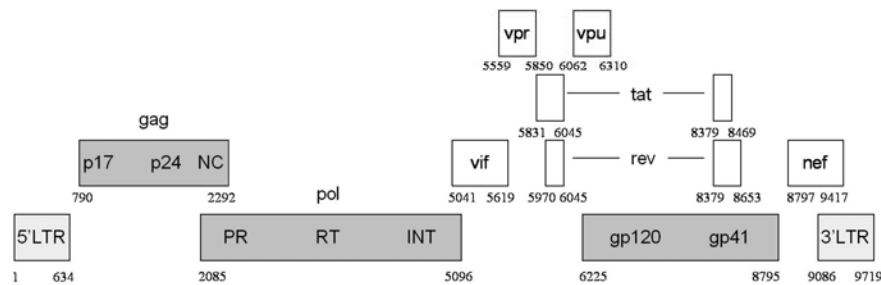 vpr vpu
5559 5850 6062 6310
tat
gag
5831 6045 8379 8469
p17 p24 NC vif rev nef
790 2292 pol 5041 5619 5970 6045 8379 8653 8797 9417
5'LTR PR RT INT gp120 gp41 3'LTR
1 634 2085 5096 6225 8795 9086 9719